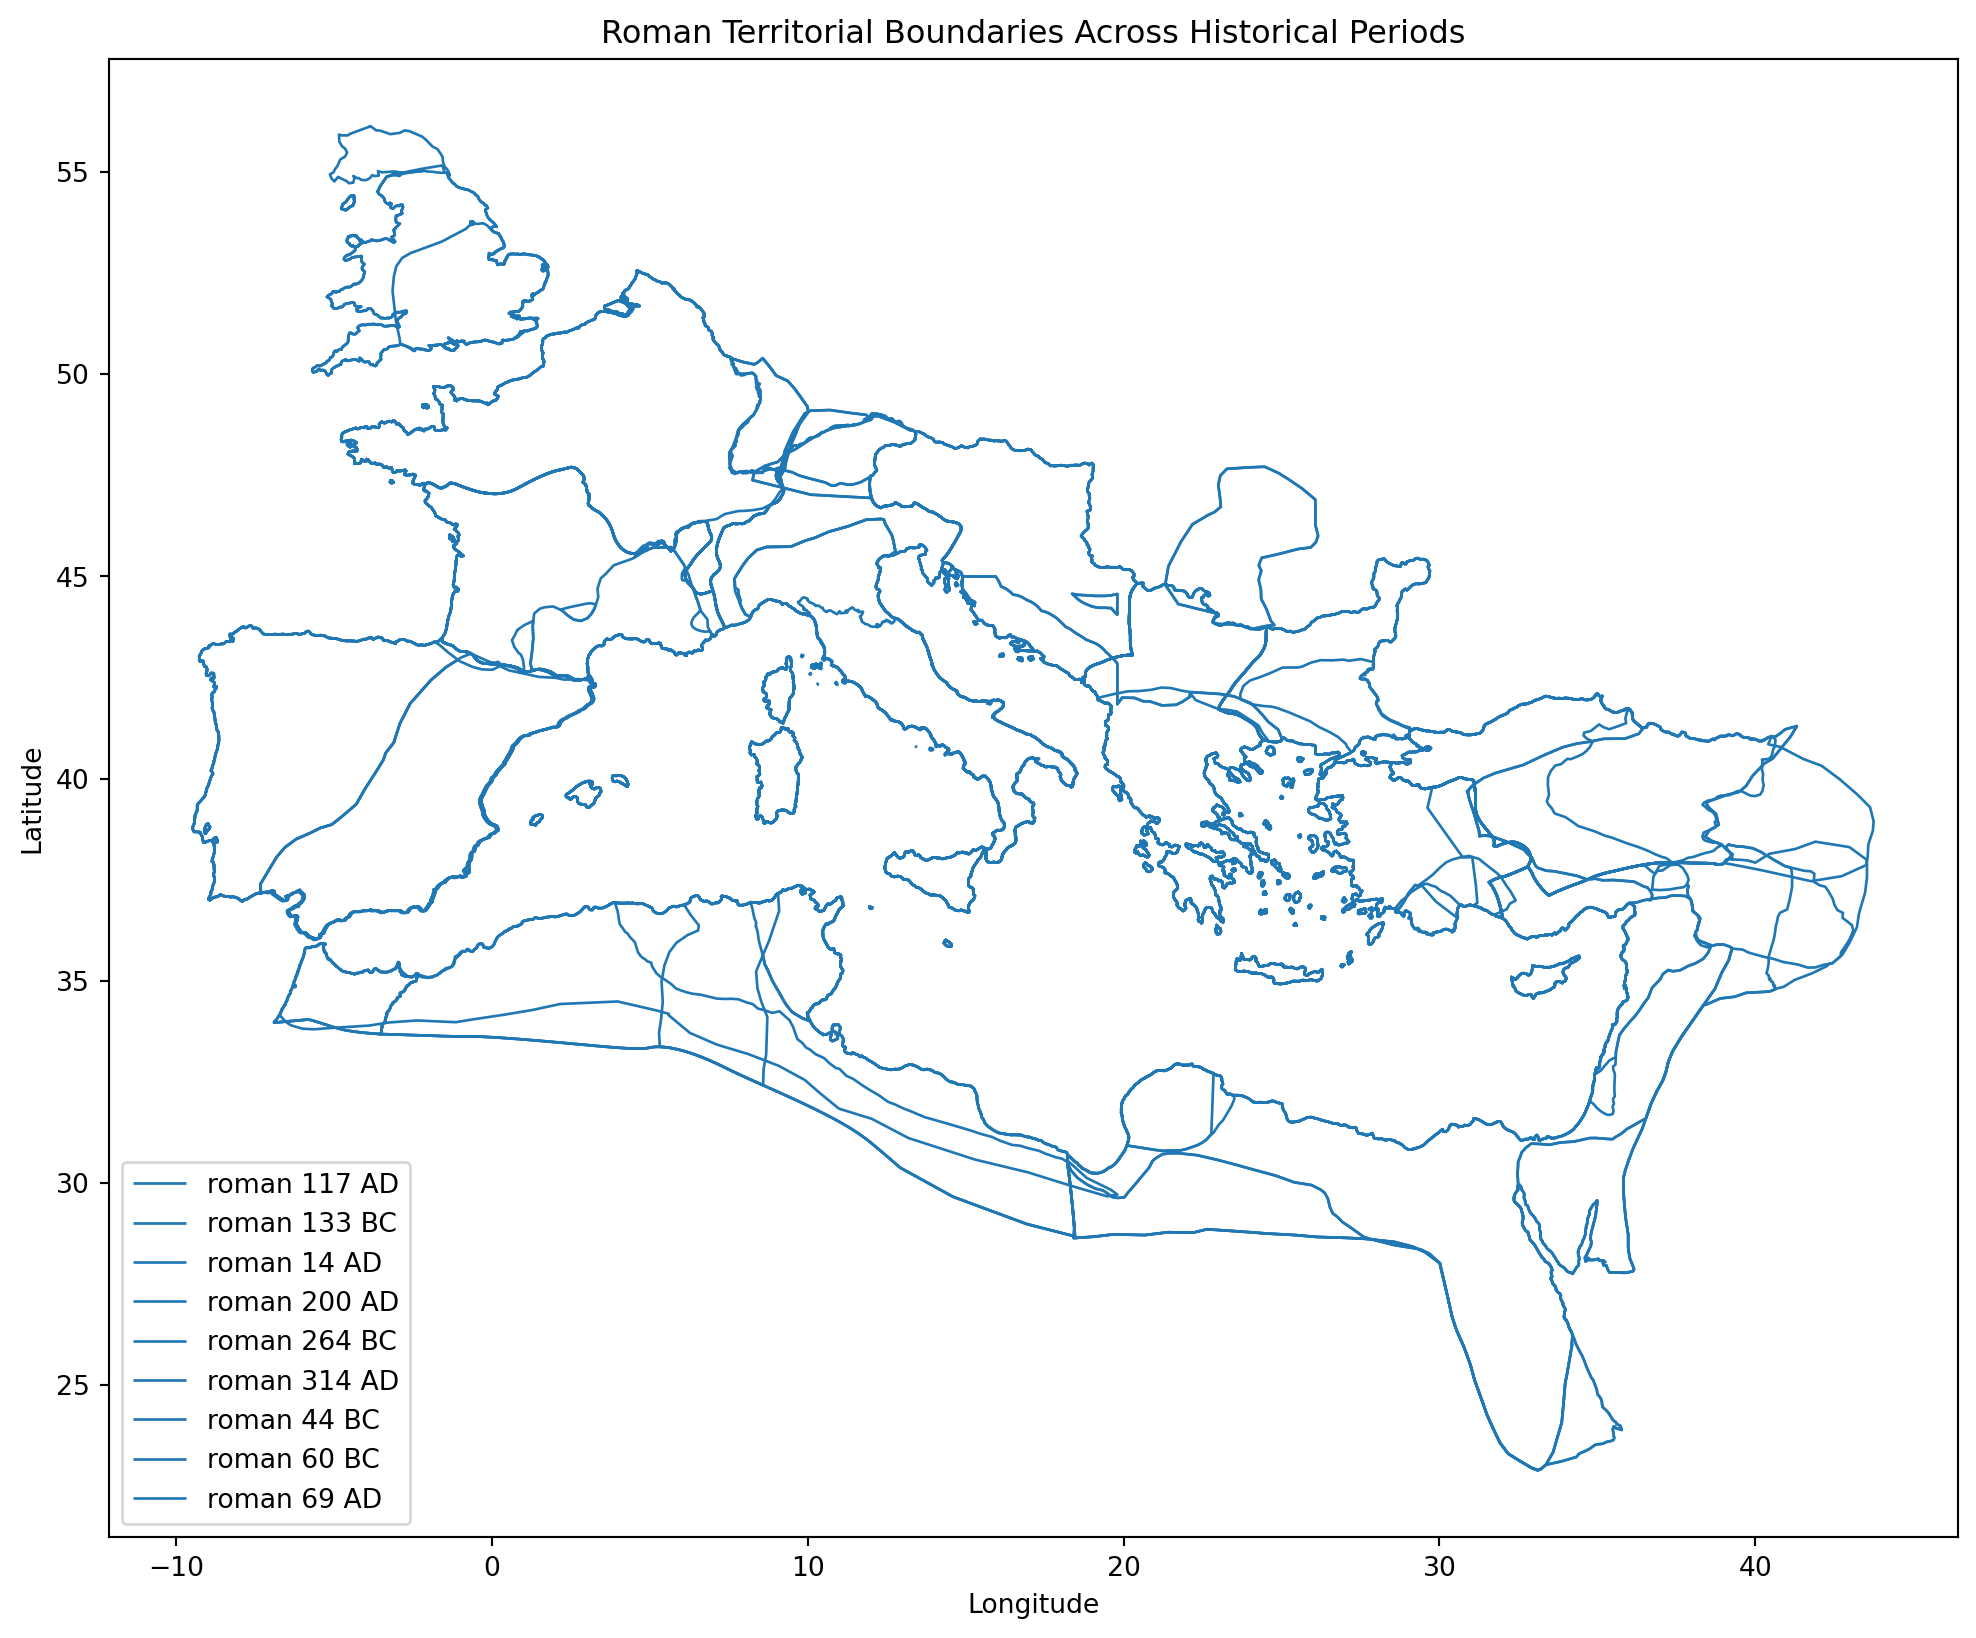 Roman Territorial Boundaries Across Historical Periods
55
50
45
40
35
30
25
Latitude
roman 117 AD
roman 133 BC
roman 14 AD
roman 200 AD
roman 264 BC
roman 314 AD
roman 44 BC
roman 60 BC
roman 69 AD
−10 0 10 20 30 40
Longitude